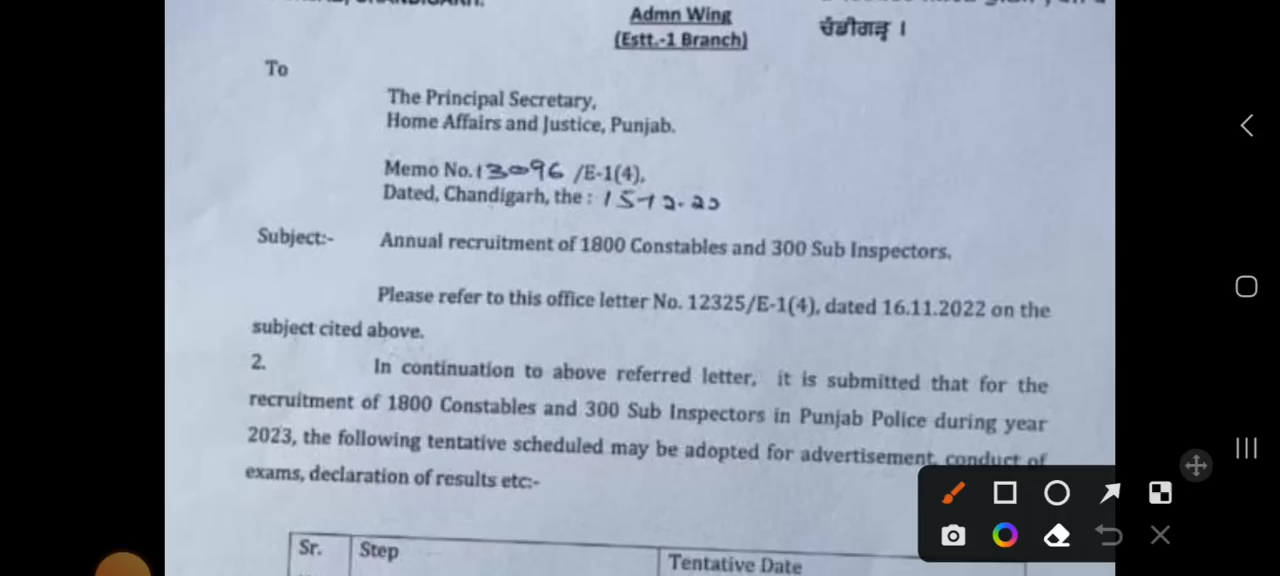 Admn Wing
(Estt.-1 Branch)
ਚੰਡੀਗੜ੍ਹ ।
To
The Principal Secretary,
Home Affairs and Justice, Punjab.
Memo No. 13096 /E-1(4),
Dated, Chandigarh, the : 15-12-22
Subject:- Annual recruitment of 1800 Constables and 300 Sub Inspectors.
Please refer to this office letter No. 12325/E-1(4), dated 16.11.2022 on the
subject cited above.
2. In continuation to above referred letter, it is submitted that for the
recruitment of 1800 Constables and 300 Sub Inspectors in Punjab Police during year
2023, the following tentative scheduled may be adopted for advertisement, conduct of
exams, declaration of results etc:-
Sr. Step Tentative Date